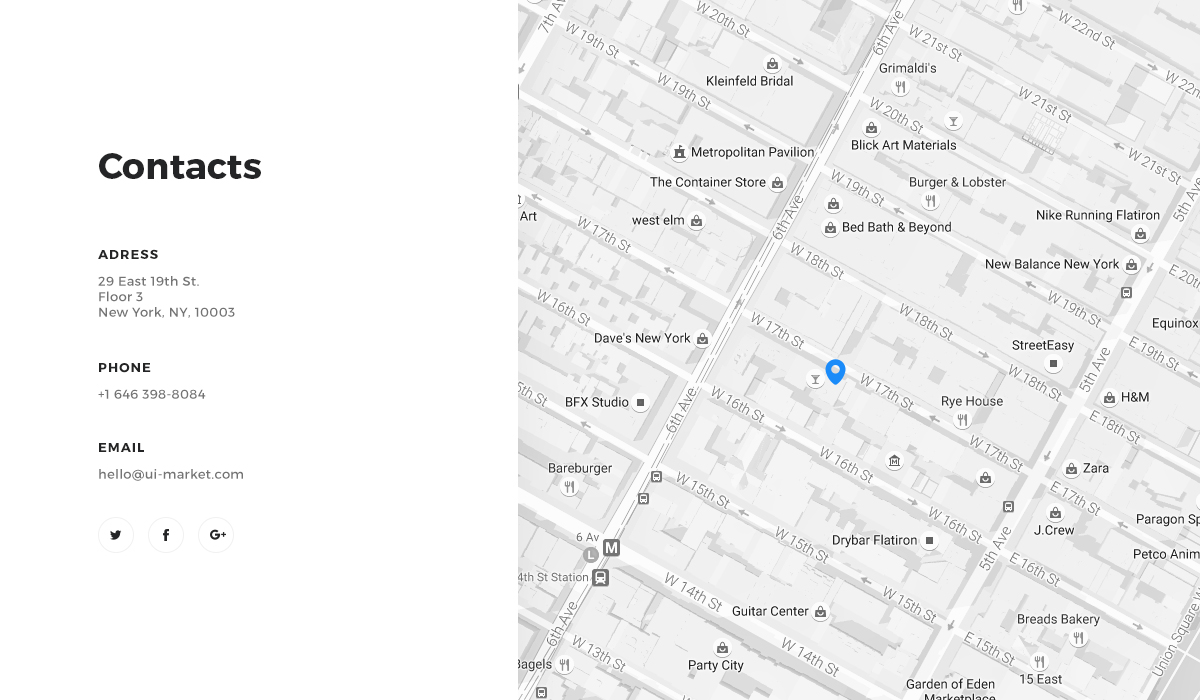 Contacts
ADRESS
29 East 19th St.
Floor 3
New York, NY, 10003
PHONE
+1 646 398-8084
EMAIL
hello@ui-market.com
G+
7th Ave
W 20th St
6th Ave
W 22nd St
W 19th St
W 21st St
Kleinfeld Bridal
Grimaldi's
W 19th St
W 20th St
W 21st St
Blick Art Materials
W 21st St
Metropolitan Pavilion
The Container Store
W 19th St
Burger & Lobster
5th Ave
Art
west elm
6th Ave
Bed Bath & Beyond
Nike Running Flatiron
W 17th St
W 18th St
New Balance New York
W 16th St
W 18th St
W 19th St
Equinox
Dave's New York
W 17th St
StreetEasy
E 19th St
5th Ave
W 18th St
BFX Studio
6th Ave
W 16th St
W 17th St
Rye House
H&M
E 18th St
W 17th St
Bareburger
W 16th St
Zara
W 15th St
E 17th St
J.Crew
Paragon Sp
6 Av
M
L
W 15th St
Drybar Flatiron
W 16th St
5th Ave
Petco Anim
4th St Station
E 16th St
W 14th St
W 15th St
Guitar Center
6th Ave
Breads Bakery
Union Square W
E 15th St
W 13th St
W 14th St
Bagels
Party City
15 East
Garden of Eden
Marketplace